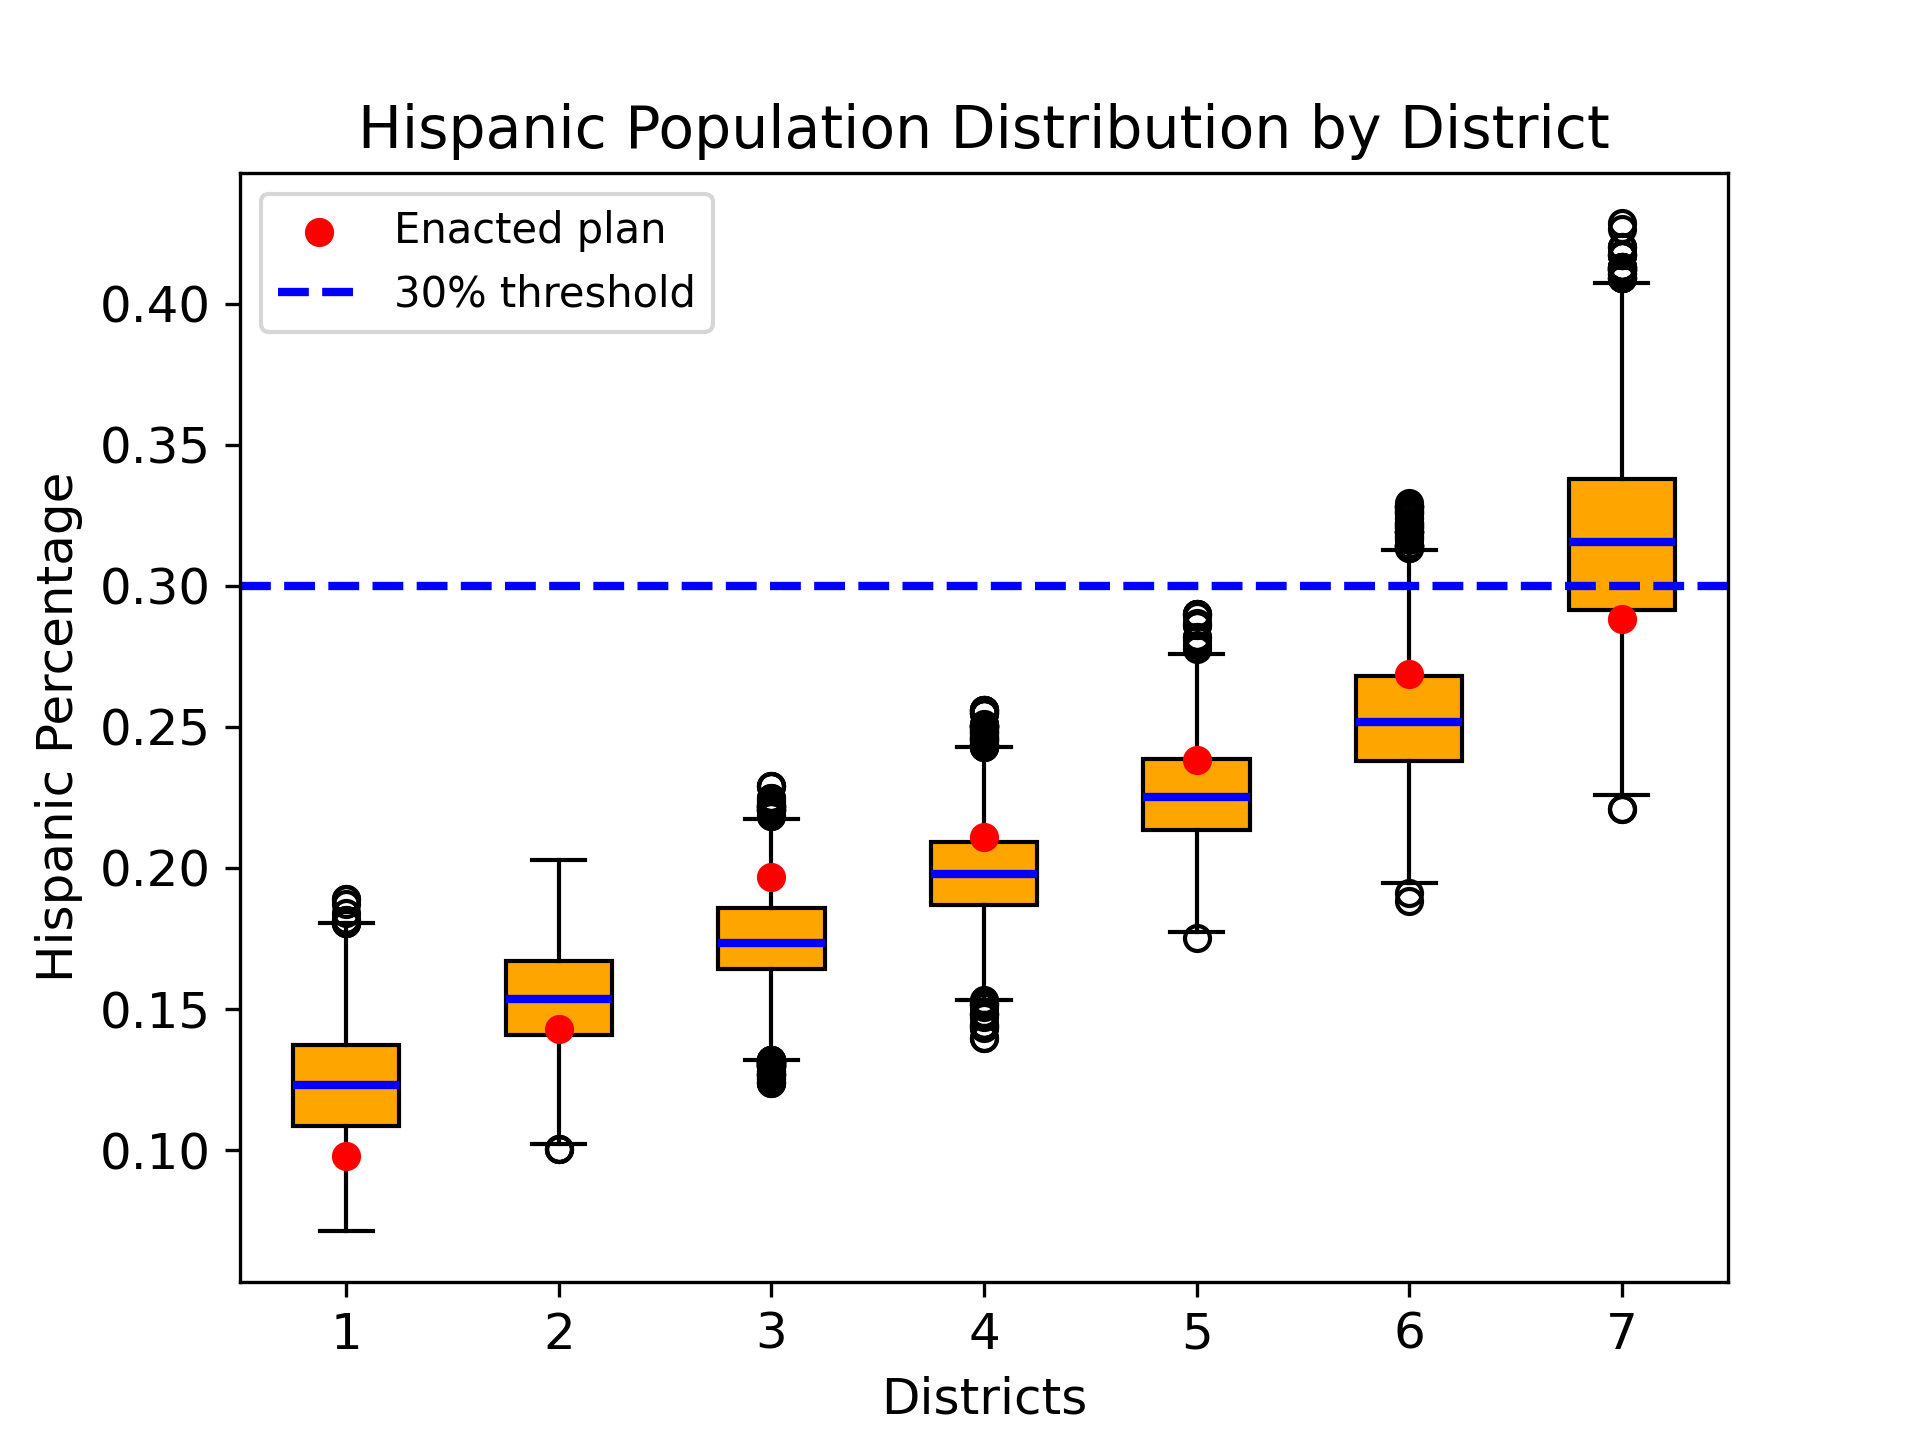 Hispanic Population Distribution by District
Enacted plan
30% threshold
0.40
0.35
0.30
0.25
0.20
0.15
0.10
Hispanic Percentage
1 2 3 4 5 6 7
Districts